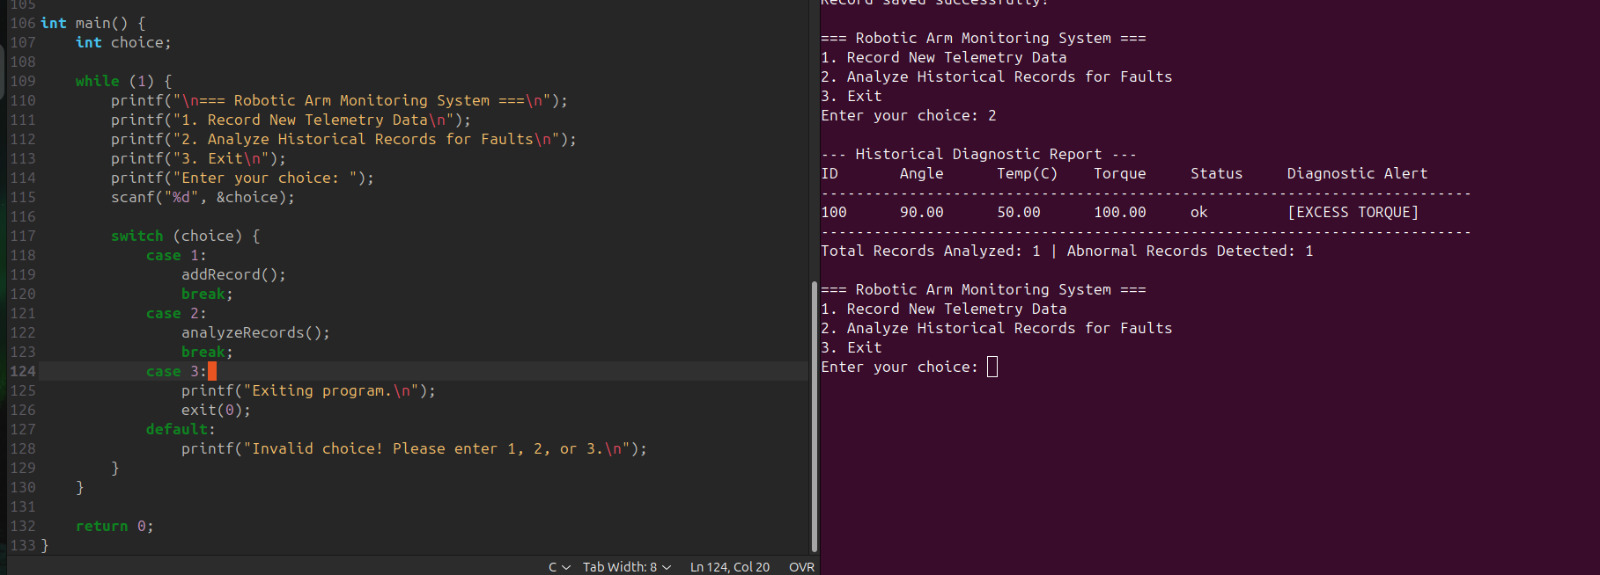 105
106 int main() {
107     int choice;
108
109     while (1) {
110         printf("\n=== Robotic Arm Monitoring System ===\n");
111         printf("1. Record New Telemetry Data\n");
112         printf("2. Analyze Historical Records for Faults\n");
113         printf("3. Exit\n");
114         printf("Enter your choice: ");
115         scanf("%d", &choice);
116
117         switch (choice) {
118             case 1:
119                 addRecord();
120                 break;
121             case 2:
122                 analyzeRecords();
123                 break;
124             case 3:
125                 printf("Exiting program.\n");
126                 exit(0);
127             default:
128                 printf("Invalid choice! Please enter 1, 2, or 3.\n");
129         }
130     }
131
132     return 0;
133 }
C Tab Width: 8 Ln 124, Col 20 OVR
Record saved successfully!
=== Robotic Arm Monitoring System ===
1. Record New Telemetry Data
2. Analyze Historical Records for Faults
3. Exit
Enter your choice: 2
--- Historical Diagnostic Report ---
ID Angle Temp(C) Torque Status Diagnostic Alert
--------------------------------------------------------------------------
100 90.00 50.00 100.00 ok [EXCESS TORQUE]
--------------------------------------------------------------------------
Total Records Analyzed: 1 | Abnormal Records Detected: 1
=== Robotic Arm Monitoring System ===
1. Record New Telemetry Data
2. Analyze Historical Records for Faults
3. Exit
Enter your choice: